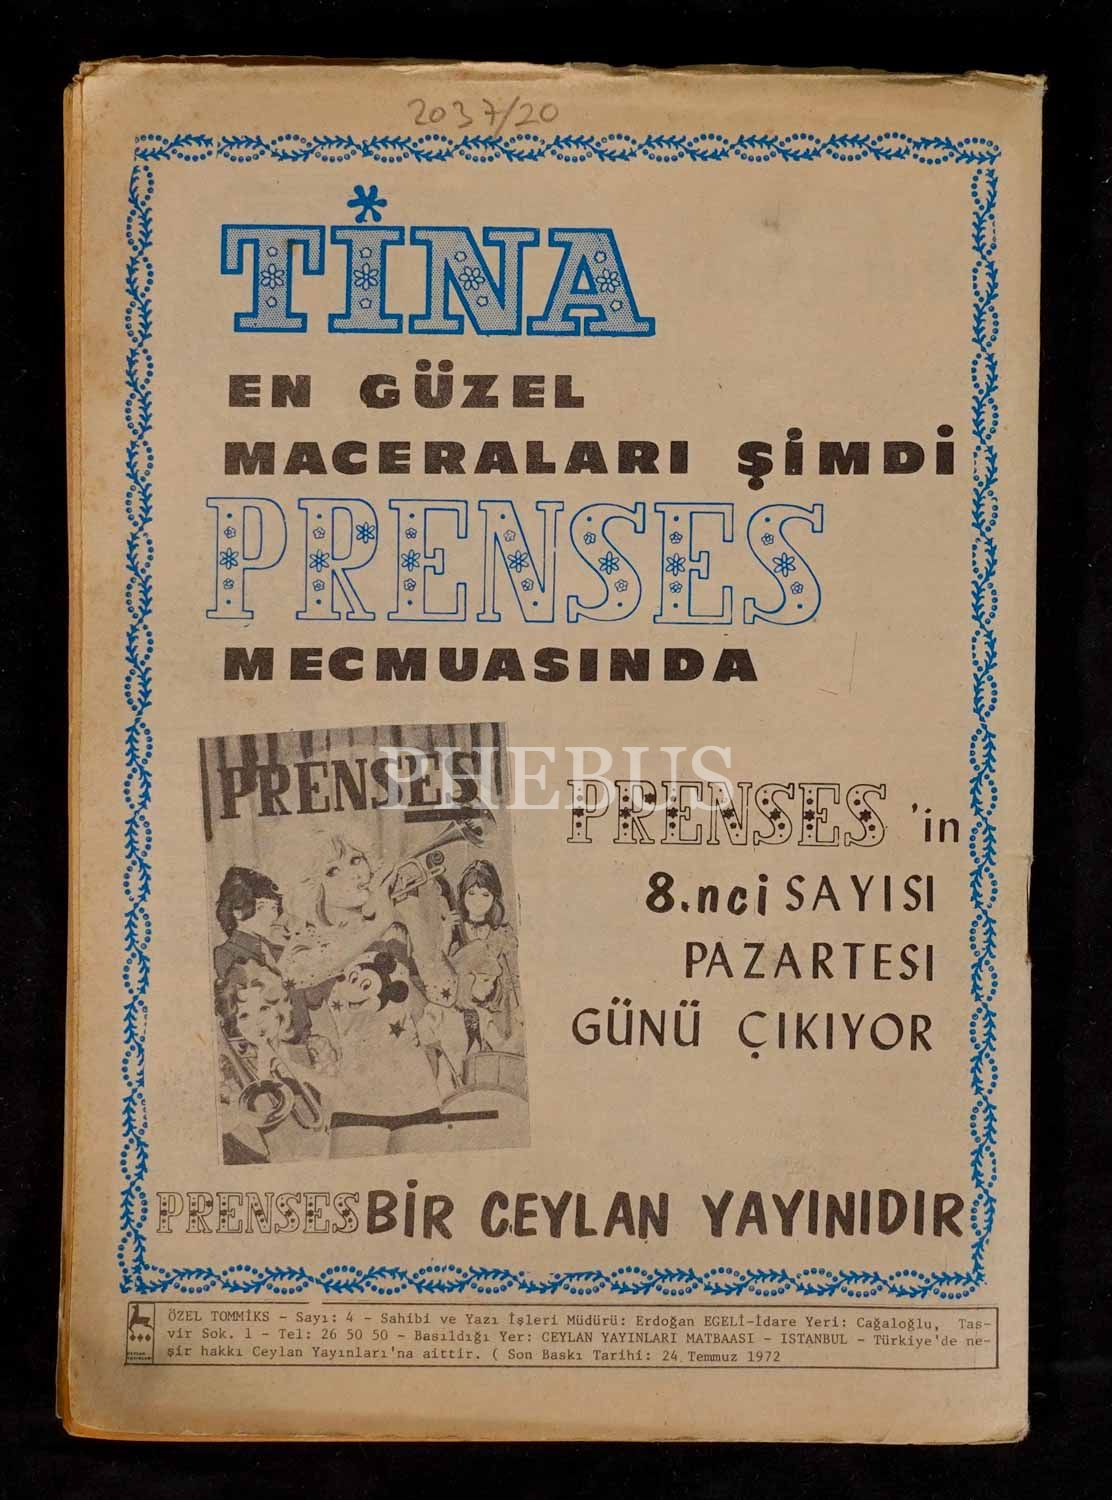 2037/20
TİNA
EN GÜZEL
MACERALARI ŞİMDİ
PRENSES
MECMUASINDA
PRENSES
PHEBUS
PRENSES 'in
8.nci SAYISI
PAZARTESI
GÜNÜ ÇIKIYOR
PRENSES BİR CEYLAN YAYINIDIR
ÖZEL TOMMİKS - Sayı: 4 - Sahibi ve Yazı İşleri Müdürü: Erdoğan EGELİ-İdare Yeri: Cağaloğlu, Tas-
vir Sok. 1 - Tel: 26 50 50 - Basıldığı Yer: CEYLAN YAYINLARI MATBAASI - ISTANBUL - Türkiye'de ne-
şir hakkı Ceylan Yayınları'na aittir. ( Son Baskı Tarihi: 24 Temmuz 1972
CEYLAN
YAYINLARI